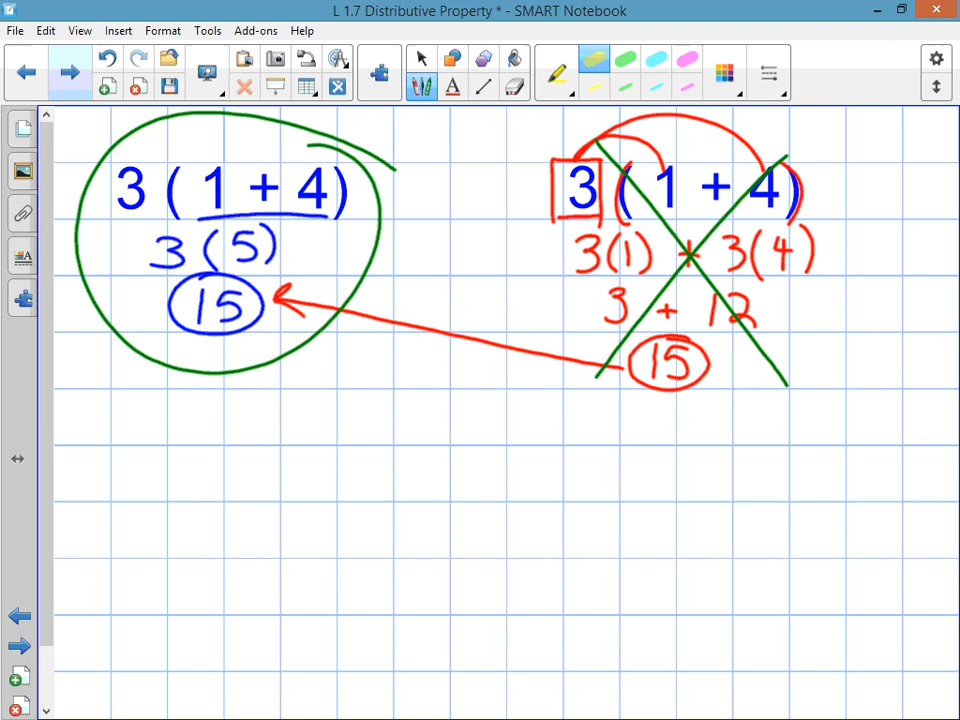 L 1.7 Distributive Property * - SMART Notebook
File Edit View Insert Format Tools Add-ons Help
3 ( 1 + 4)
3 (5)
15
3 ( 1 + 4)
3(1) + 3(4)
3 + 12
15